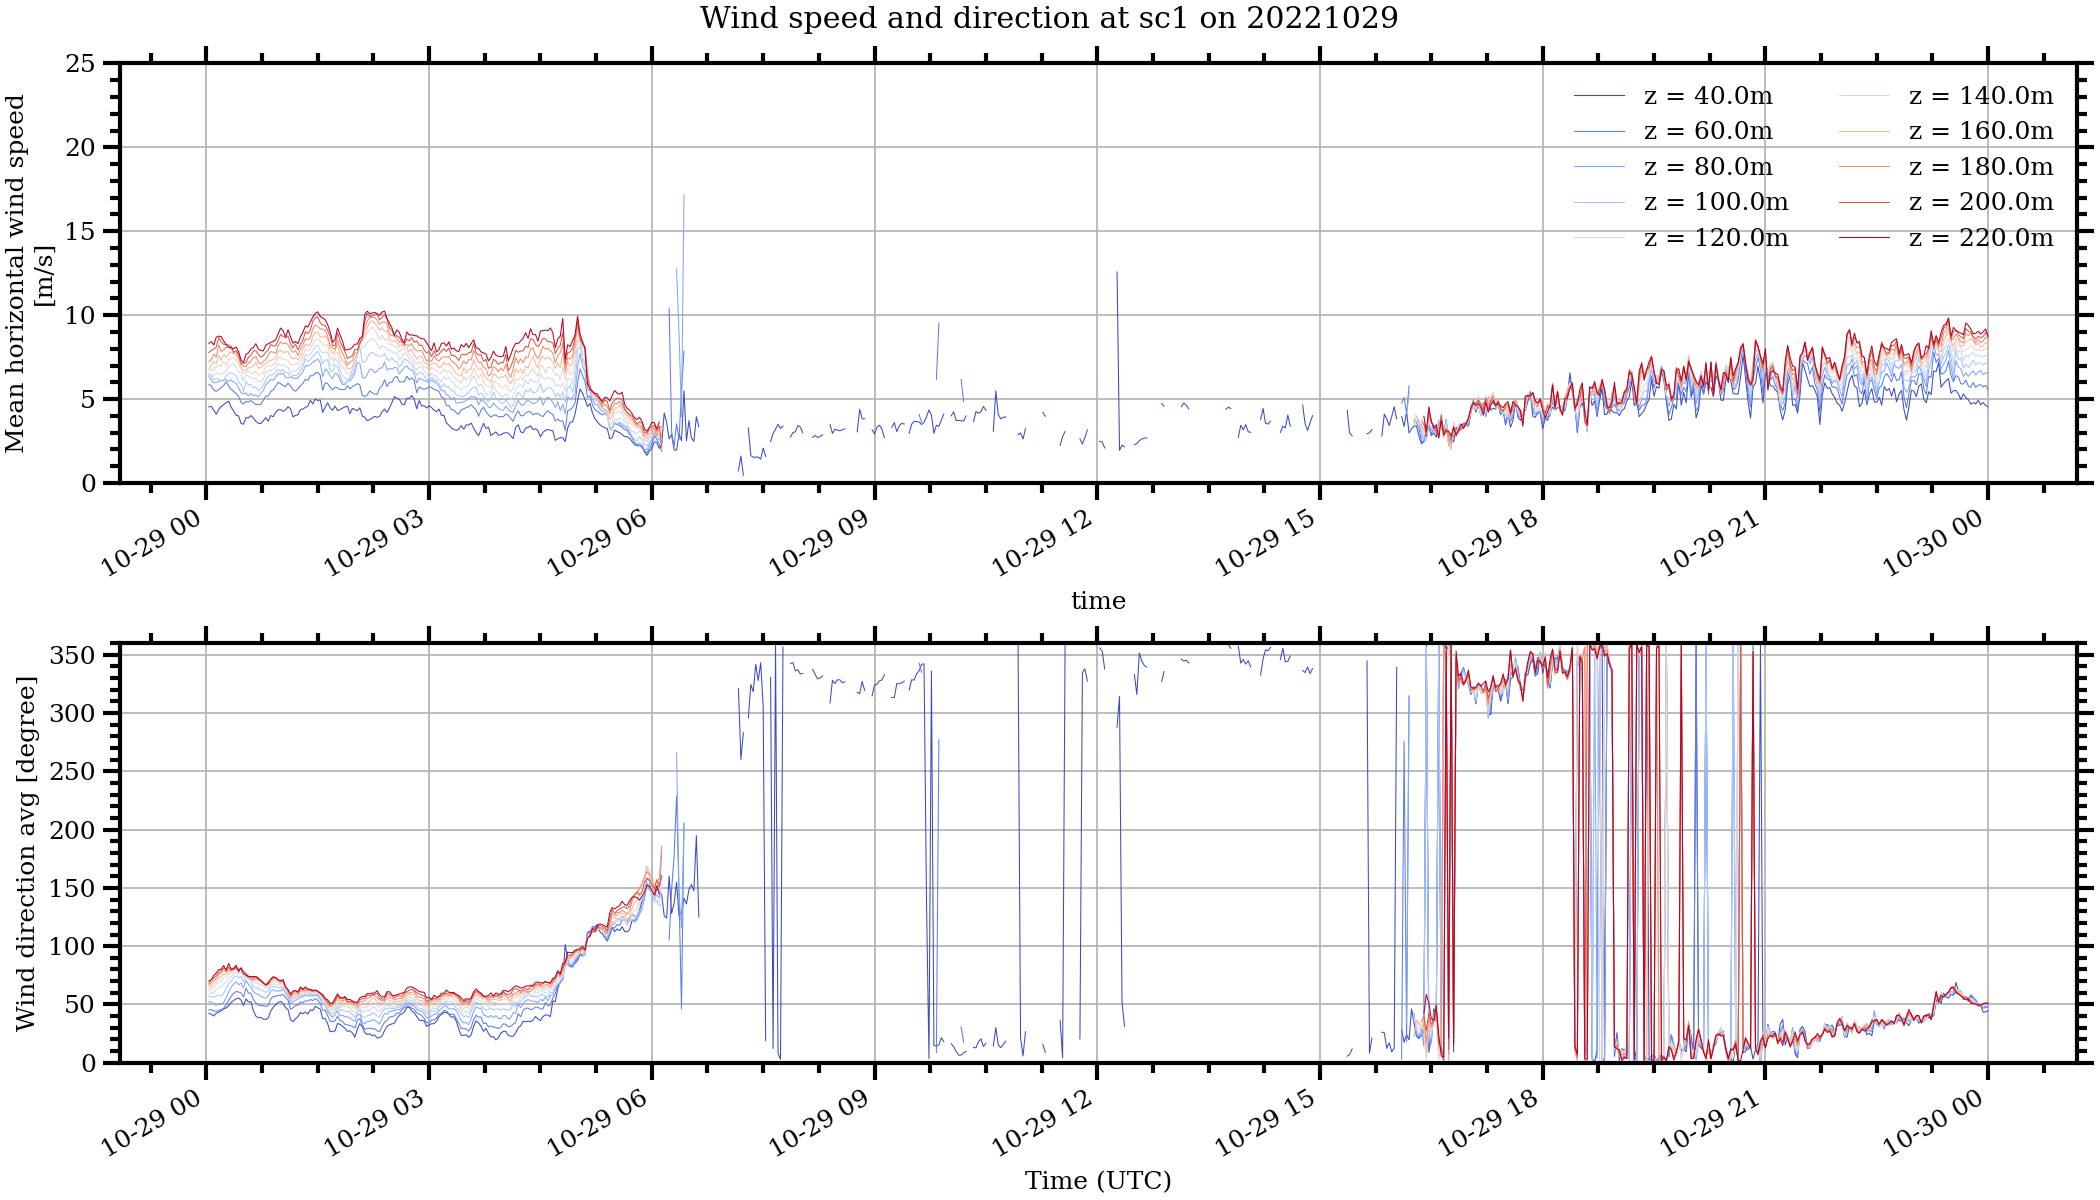 Wind speed and direction at sc1 on 20221029
Mean horizontal wind speed
[m/s]
25
20
15
10
5
0
z = 40.0m
z = 60.0m
z = 80.0m
z = 100.0m
z = 120.0m
z = 140.0m
z = 160.0m
z = 180.0m
z = 200.0m
z = 220.0m
10-29 00
10-29 03
10-29 06
10-29 09
10-29 12
10-29 15
10-29 18
10-29 21
10-30 00
time
Wind direction avg [degree]
350
300
250
200
150
100
50
0
10-29 00
10-29 03
10-29 06
10-29 09
10-29 12
10-29 15
10-29 18
10-29 21
10-30 00
Time (UTC)